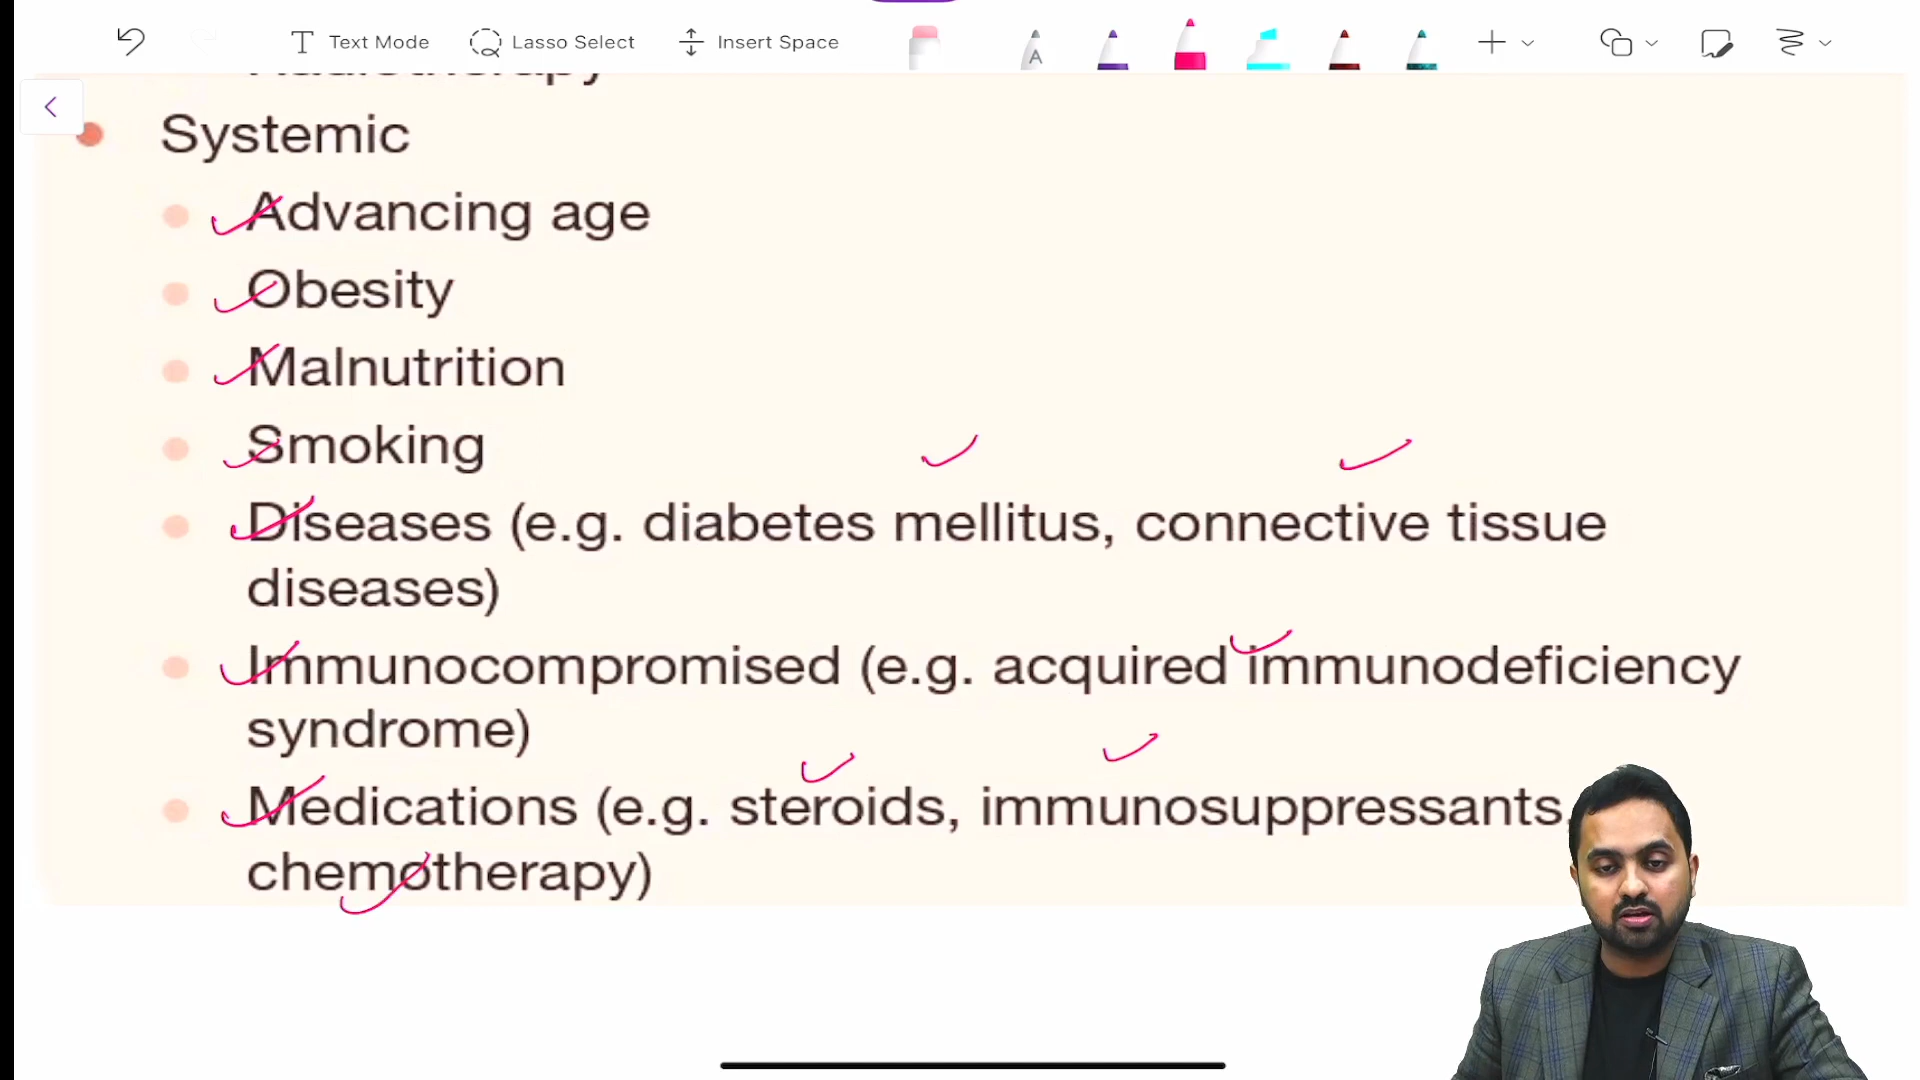 Text Mode Lasso Select Insert Space
A
Radiotherapy
Systemic
Advancing age
Obesity
Malnutrition
Smoking
Diseases (e.g. diabetes mellitus, connective tissue
diseases)
Immunocompromised (e.g. acquired immunodeficiency
syndrome)
Medications (e.g. steroids, immunosuppressants,
chemotherapy)